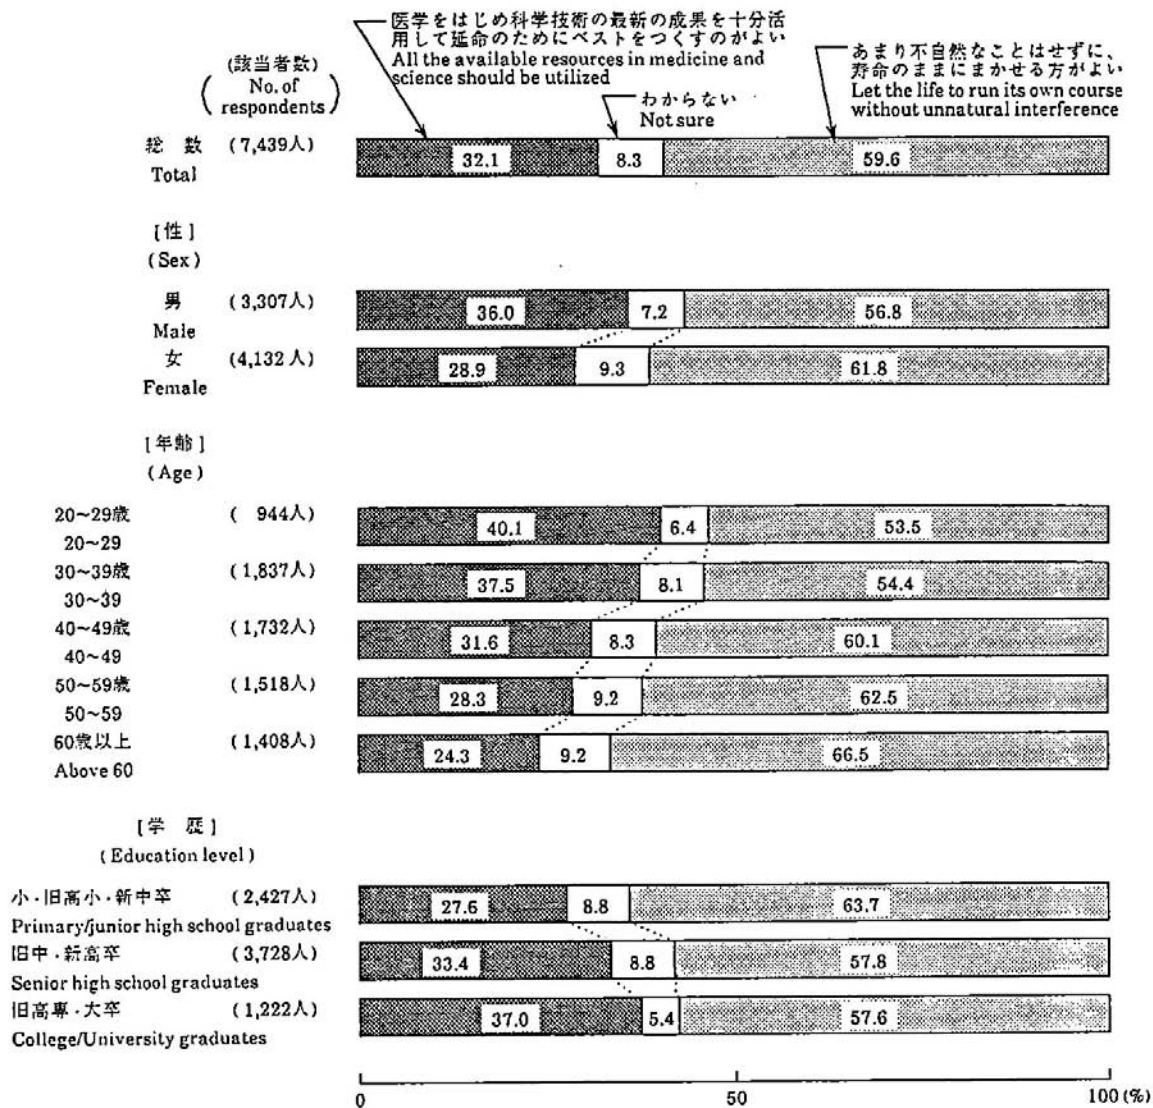 医学をはじめ科学技術の最新の成果を十分活
用して延命のためにベストをつくすのがよい
All the available resources in medicine and
science should be utilized
わからない
Not sure
あまり不自然なことはせずに、
寿命のままにまかせる方がよい
Let the life to run its own course
without unnatural interference
(該当者数)
No. of
respondents
総 数 (7,439人) 32.1 8.3 59.6
Total
[性]
(Sex)
男 (3,307人) 36.0 7.2 56.8
Male
女 (4,132人) 28.9 9.3 61.8
Female
[年齢]
(Age)
20~29歳 ( 944人) 40.1 6.4 53.5
20~29
30~39歳 (1,837人) 37.5 8.1 54.4
30~39
40~49歳 (1,732人) 31.6 8.3 60.1
40~49
50~59歳 (1,518人) 28.3 9.2 62.5
50~59
60歳以上 (1,408人) 24.3 9.2 66.5
Above 60
[学 歴]
(Education level)
小・旧高小・新中卒 (2,427人) 27.6 8.8 63.7
Primary/junior high school graduates
旧中・新高卒 (3,728人) 33.4 8.8 57.8
Senior high school graduates
旧高専・大卒 (1,222人) 37.0 5.4 57.6
College/University graduates
0 50 100 (%)